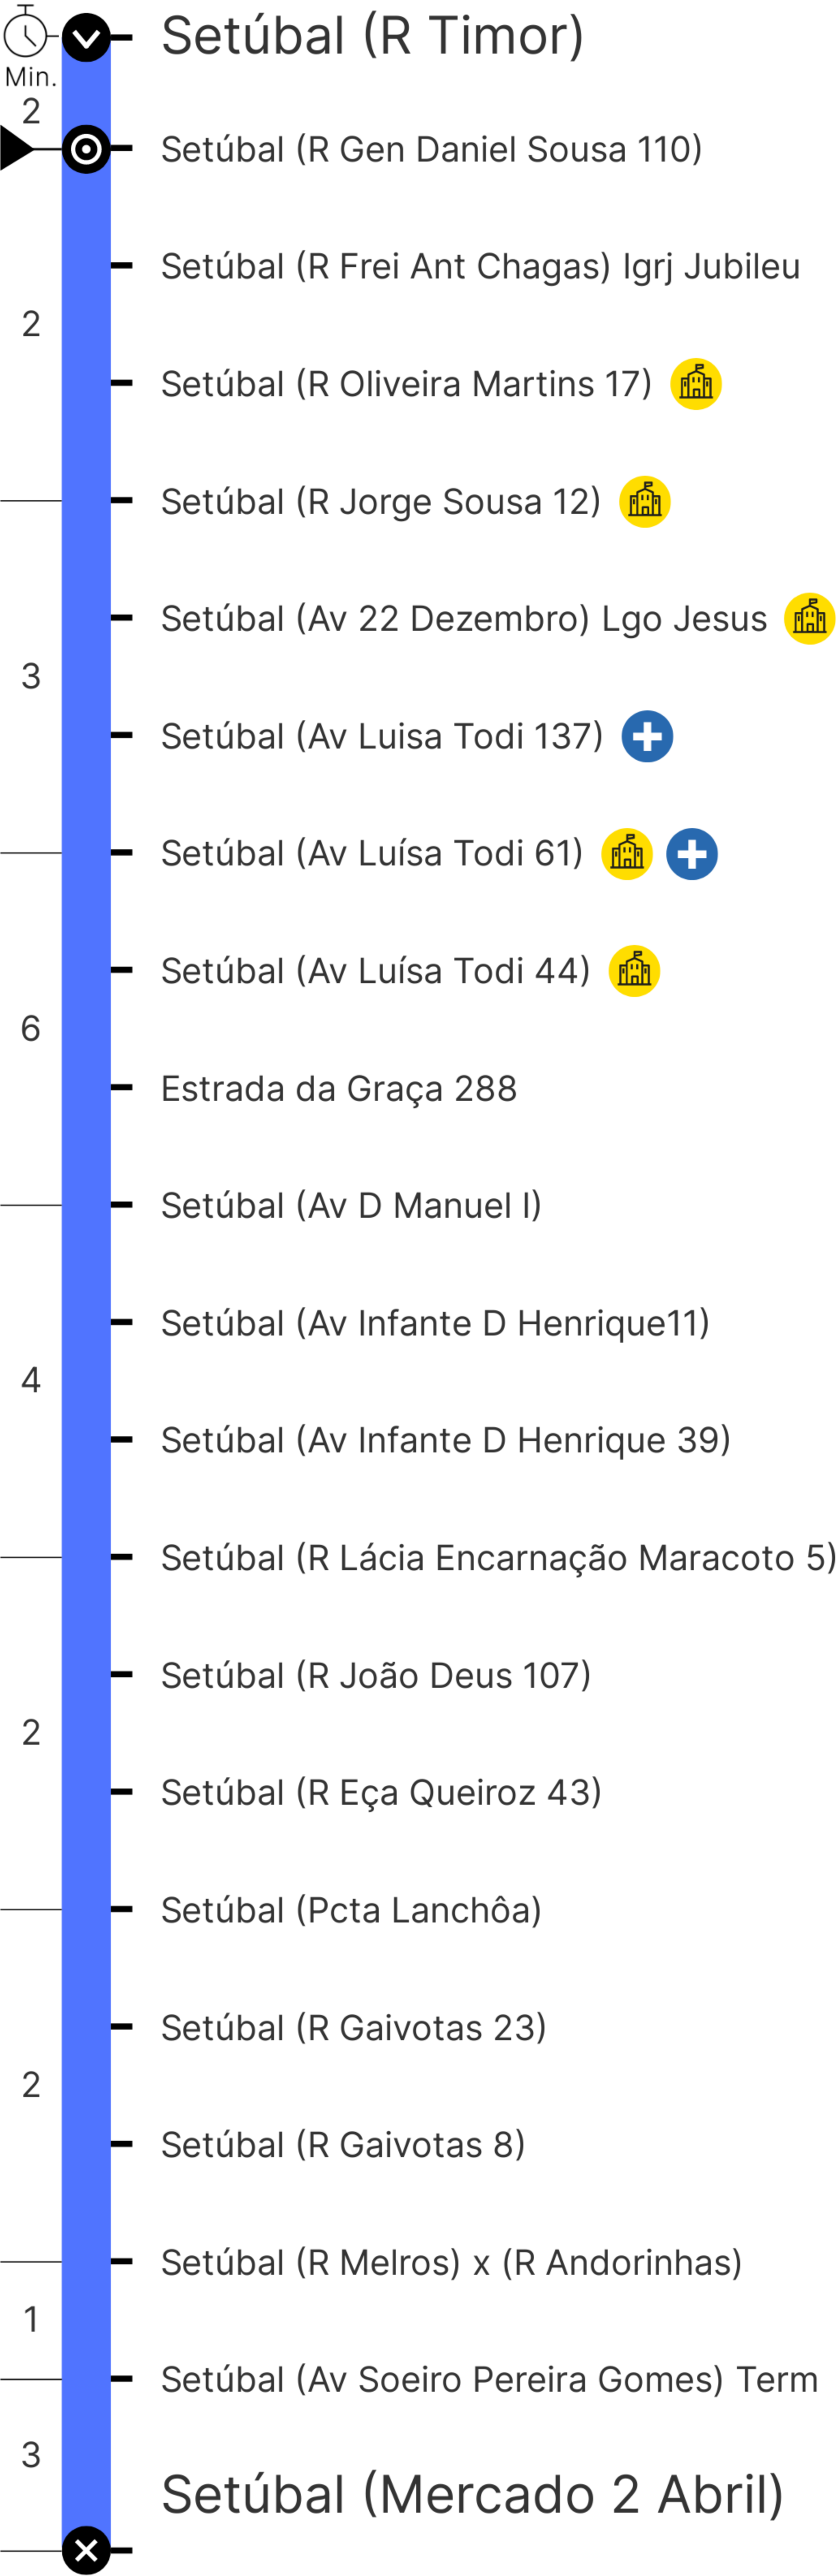 Setúbal (R Timor)
Min.
2
Setúbal (R Gen Daniel Sousa 110)
Setúbal (R Frei Ant Chagas) Igrj Jubileu
2
Setúbal (R Oliveira Martins 17)
Setúbal (R Jorge Sousa 12)
Setúbal (Av 22 Dezembro) Lgo Jesus
3
Setúbal (Av Luisa Todi 137)
Setúbal (Av Luísa Todi 61)
Setúbal (Av Luísa Todi 44)
6
Estrada da Graça 288
Setúbal (Av D Manuel I)
Setúbal (Av Infante D Henrique11)
4
Setúbal (Av Infante D Henrique 39)
Setúbal (R Lácia Encarnação Maracoto 5)
Setúbal (R João Deus 107)
2
Setúbal (R Eça Queiroz 43)
Setúbal (Pcta Lanchôa)
Setúbal (R Gaivotas 23)
2
Setúbal (R Gaivotas 8)
Setúbal (R Melros) x (R Andorinhas)
1
Setúbal (Av Soeiro Pereira Gomes) Term
3
Setúbal (Mercado 2 Abril)